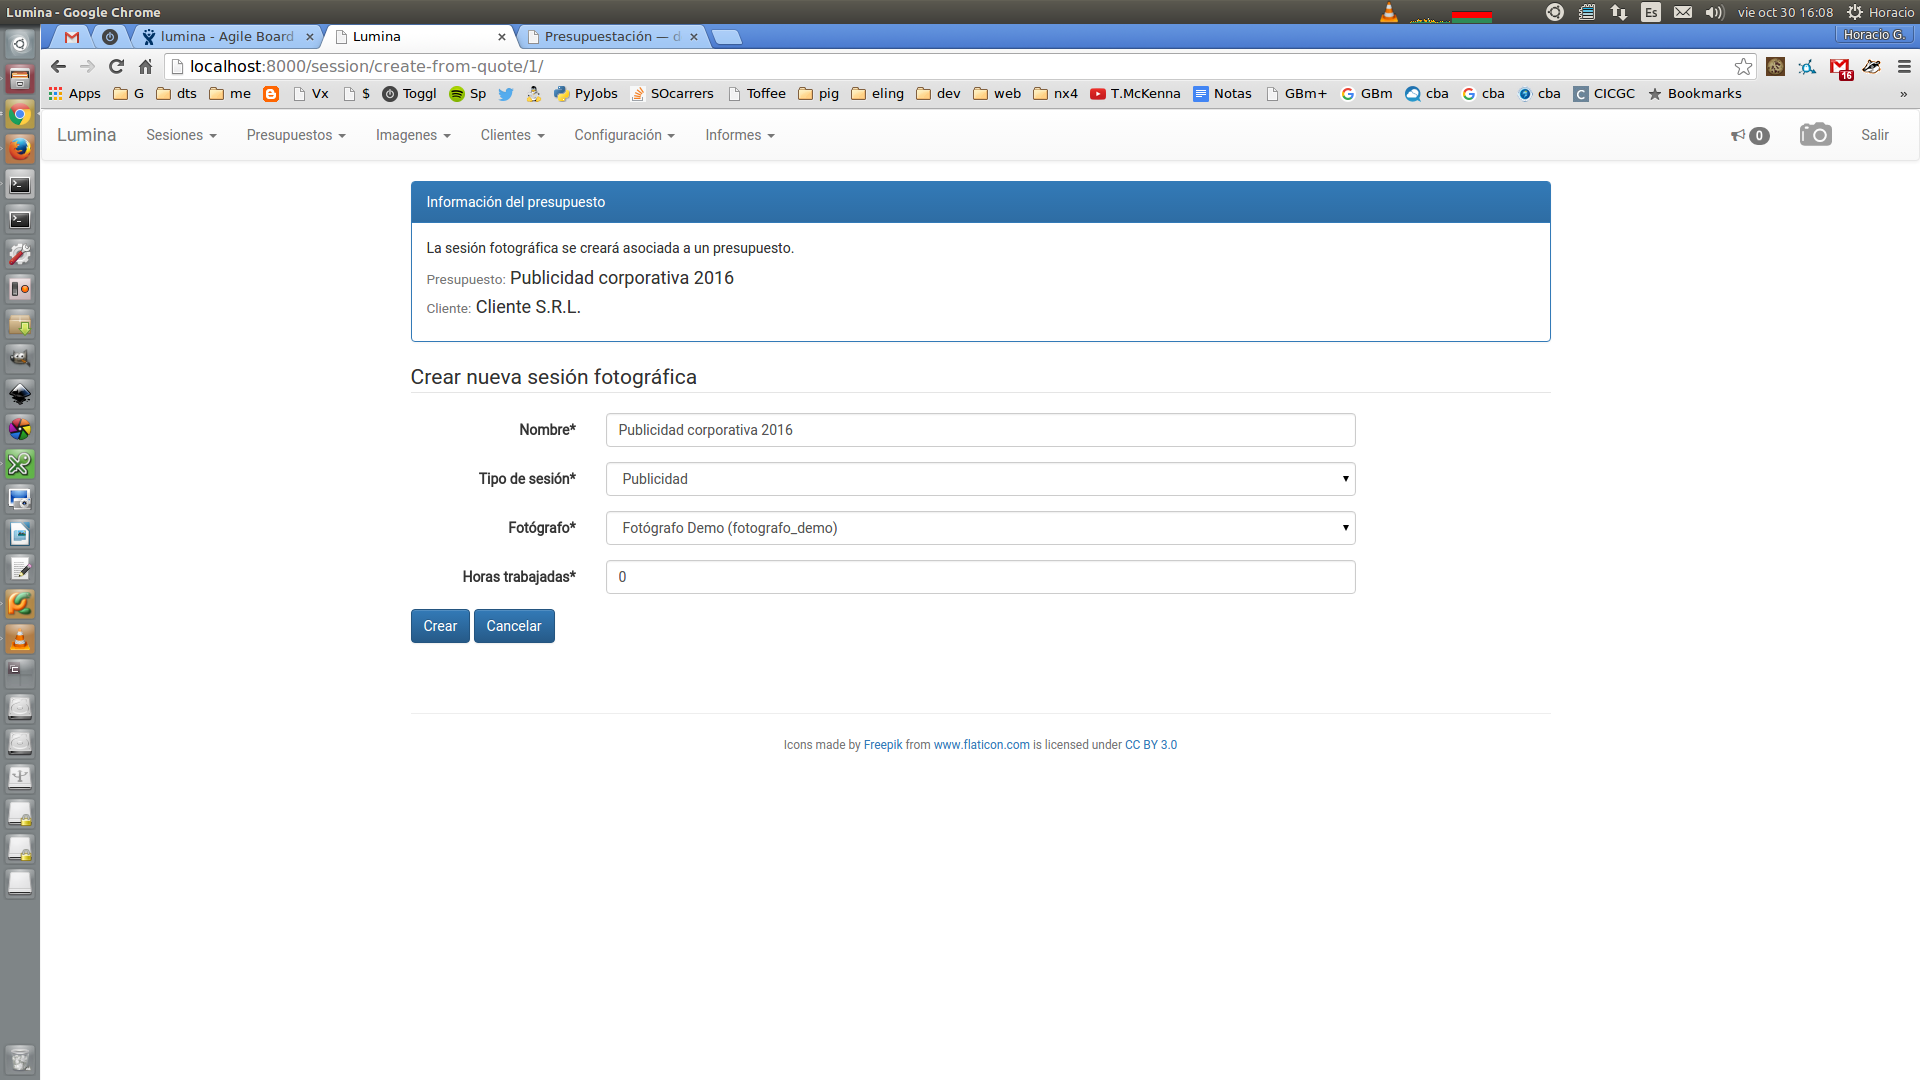 Lumina - Google Chrome
Es
vie oct 30 16:08
Horacio
lumina - Agile Board
Lumina
Presupuestación — d
Horacio G.
localhost:8000/session/create-from-quote/1/
16
Apps G dts me Vx $ Toggl Sp PyJobs SOcarrers Toffee pig eling dev web nx4 T.McKenna Notas GBm+ GBm cba cba cba CICGC Bookmarks »
Lumina Sesiones Presupuestos Imagenes Clientes Configuración Informes 0 Salir
Información del presupuesto
La sesión fotográfica se creará asociada a un presupuesto.
Presupuesto: Publicidad corporativa 2016
Cliente: Cliente S.R.L.
Crear nueva sesión fotográfica
Nombre* Publicidad corporativa 2016
Tipo de sesión* Publicidad
Fotógrafo* Fotógrafo Demo (fotografo_demo)
Horas trabajadas* 0
Crear Cancelar
Icons made by Freepik from www.flaticon.com is licensed under CC BY 3.0